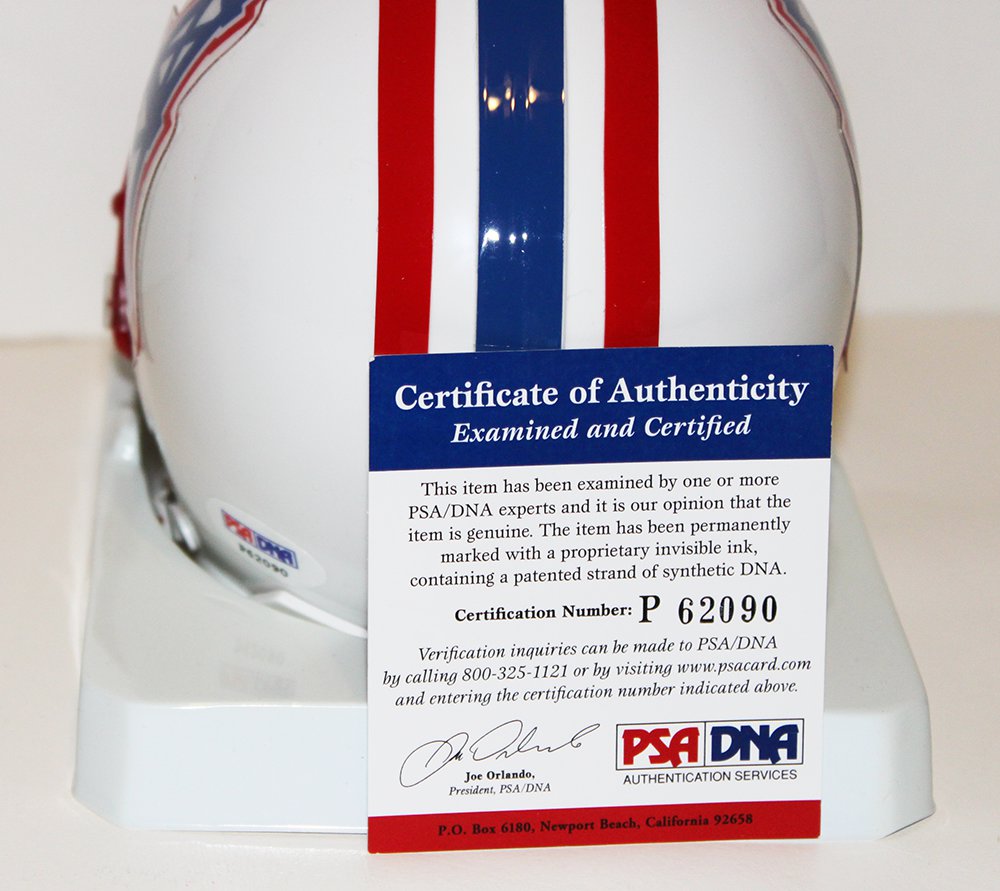 Certificate of Authenticity
Examined and Certified
This item has been examined by one or more
PSA/DNA experts and it is our opinion that the
item is genuine. The item has been permanently
marked with a proprietary invisible ink,
containing a patented strand of synthetic DNA.
Certification Number: P 62090
Verification inquiries can be made to PSA/DNA
by calling 800-325-1121 or by visiting www.psacard.com
and entering the certification number indicated above.
Joe Orlando,
President, PSA/DNA
PSA DNA
AUTHENTICATION SERVICES
P.O. Box 6180, Newport Beach, California 92658
PSA DNA
P62090